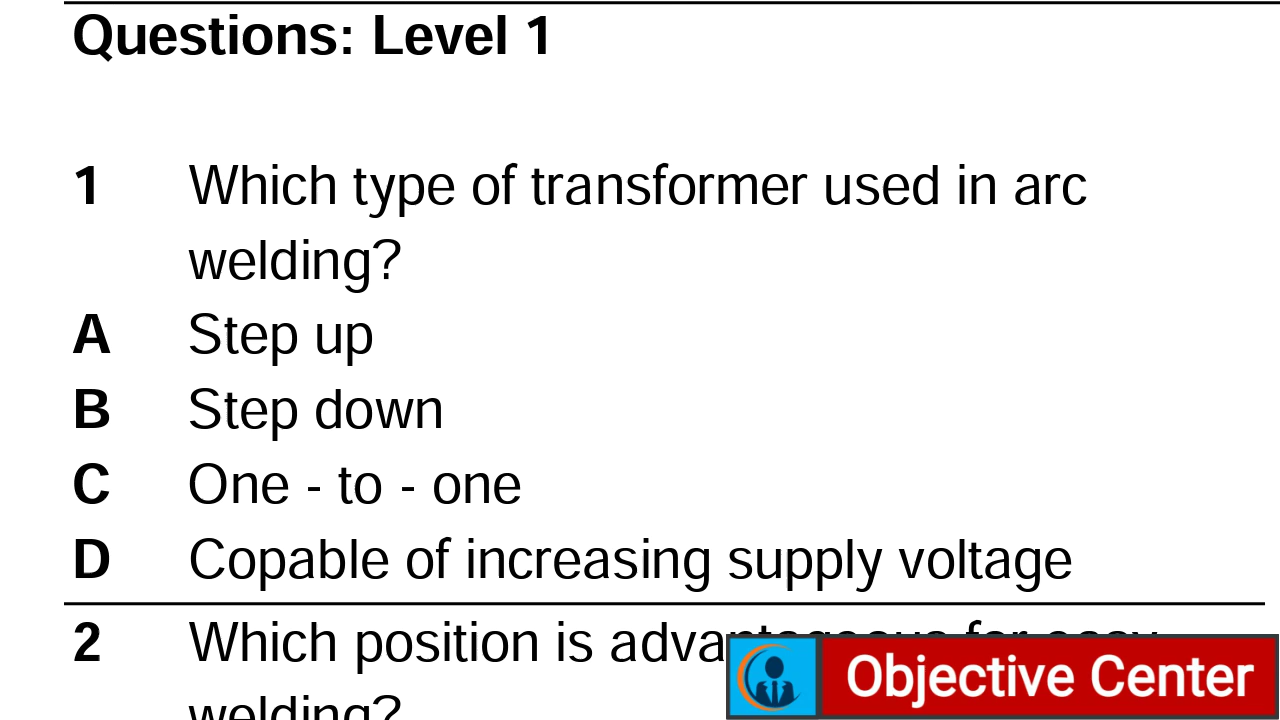 Questions: Level 1
1 Which type of transformer used in arc
welding?
A Step up
B Step down
C One - to - one
D Copable of increasing supply voltage
2 Which position is
welding?
Objective Center